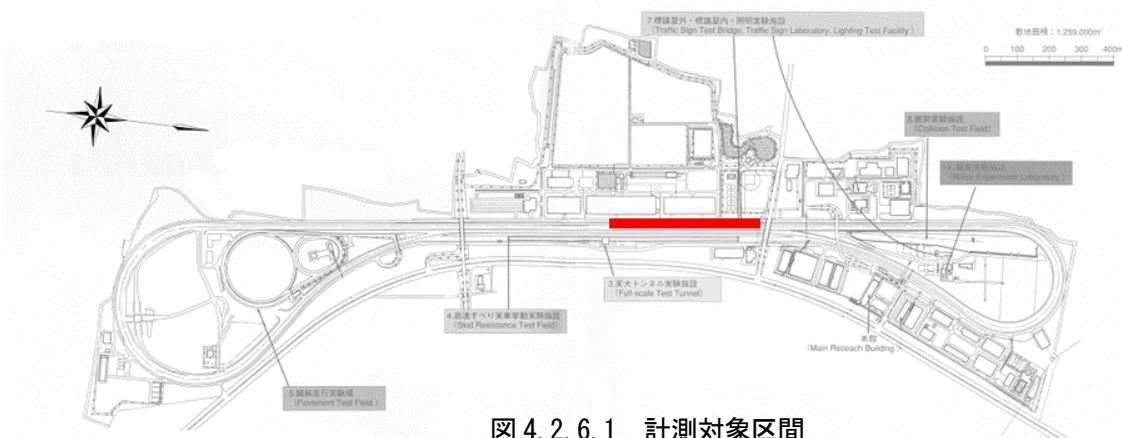 7.標識屋外・標識屋内・照明実験施設
(Traffic Sign Test Bridge, Traffic Sign Laboratory, Lighting Test Facility )
敷地面積：1,259,000㎡
0 100 200 300 400m
8.衝突実験施設
(Collision Test Field)
14.騒音実験施設
(Noise Experiment Laboratory )
3.実大トンネル実験施設
(Full-scale Test Tunnel)
4.高速すべり実車挙動実験施設
(Skid Resistance Test Field)
本館
(Main Reseach Building )
5.舗装走行実験場
(Pavement Test Field )
図 4.2.6.1 計測対象区間